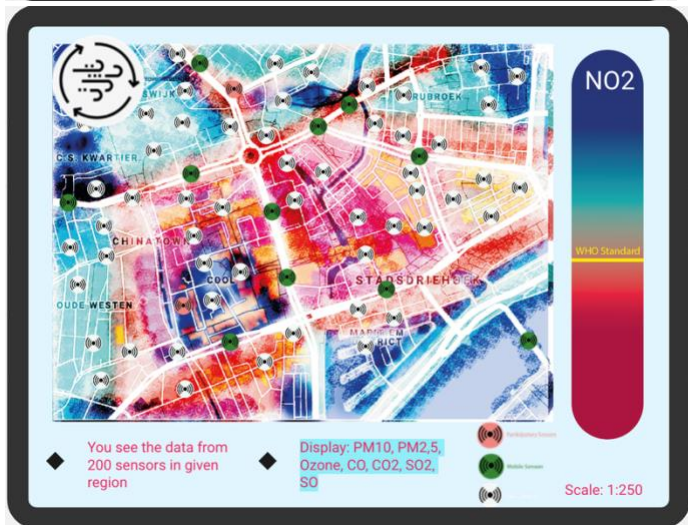 NO2
SWIJK
RUBROEK
C.S. KWARTIER
CHINATOWN
COOL
STADSDRIEHOEK
OUDE WESTEN
WHO Standard
You see the data from
200 sensors in given
region
Display: PM10, PM2,5,
Ozone, CO, CO2, SO2,
SO
Mobile Sensors
Scale: 1:250